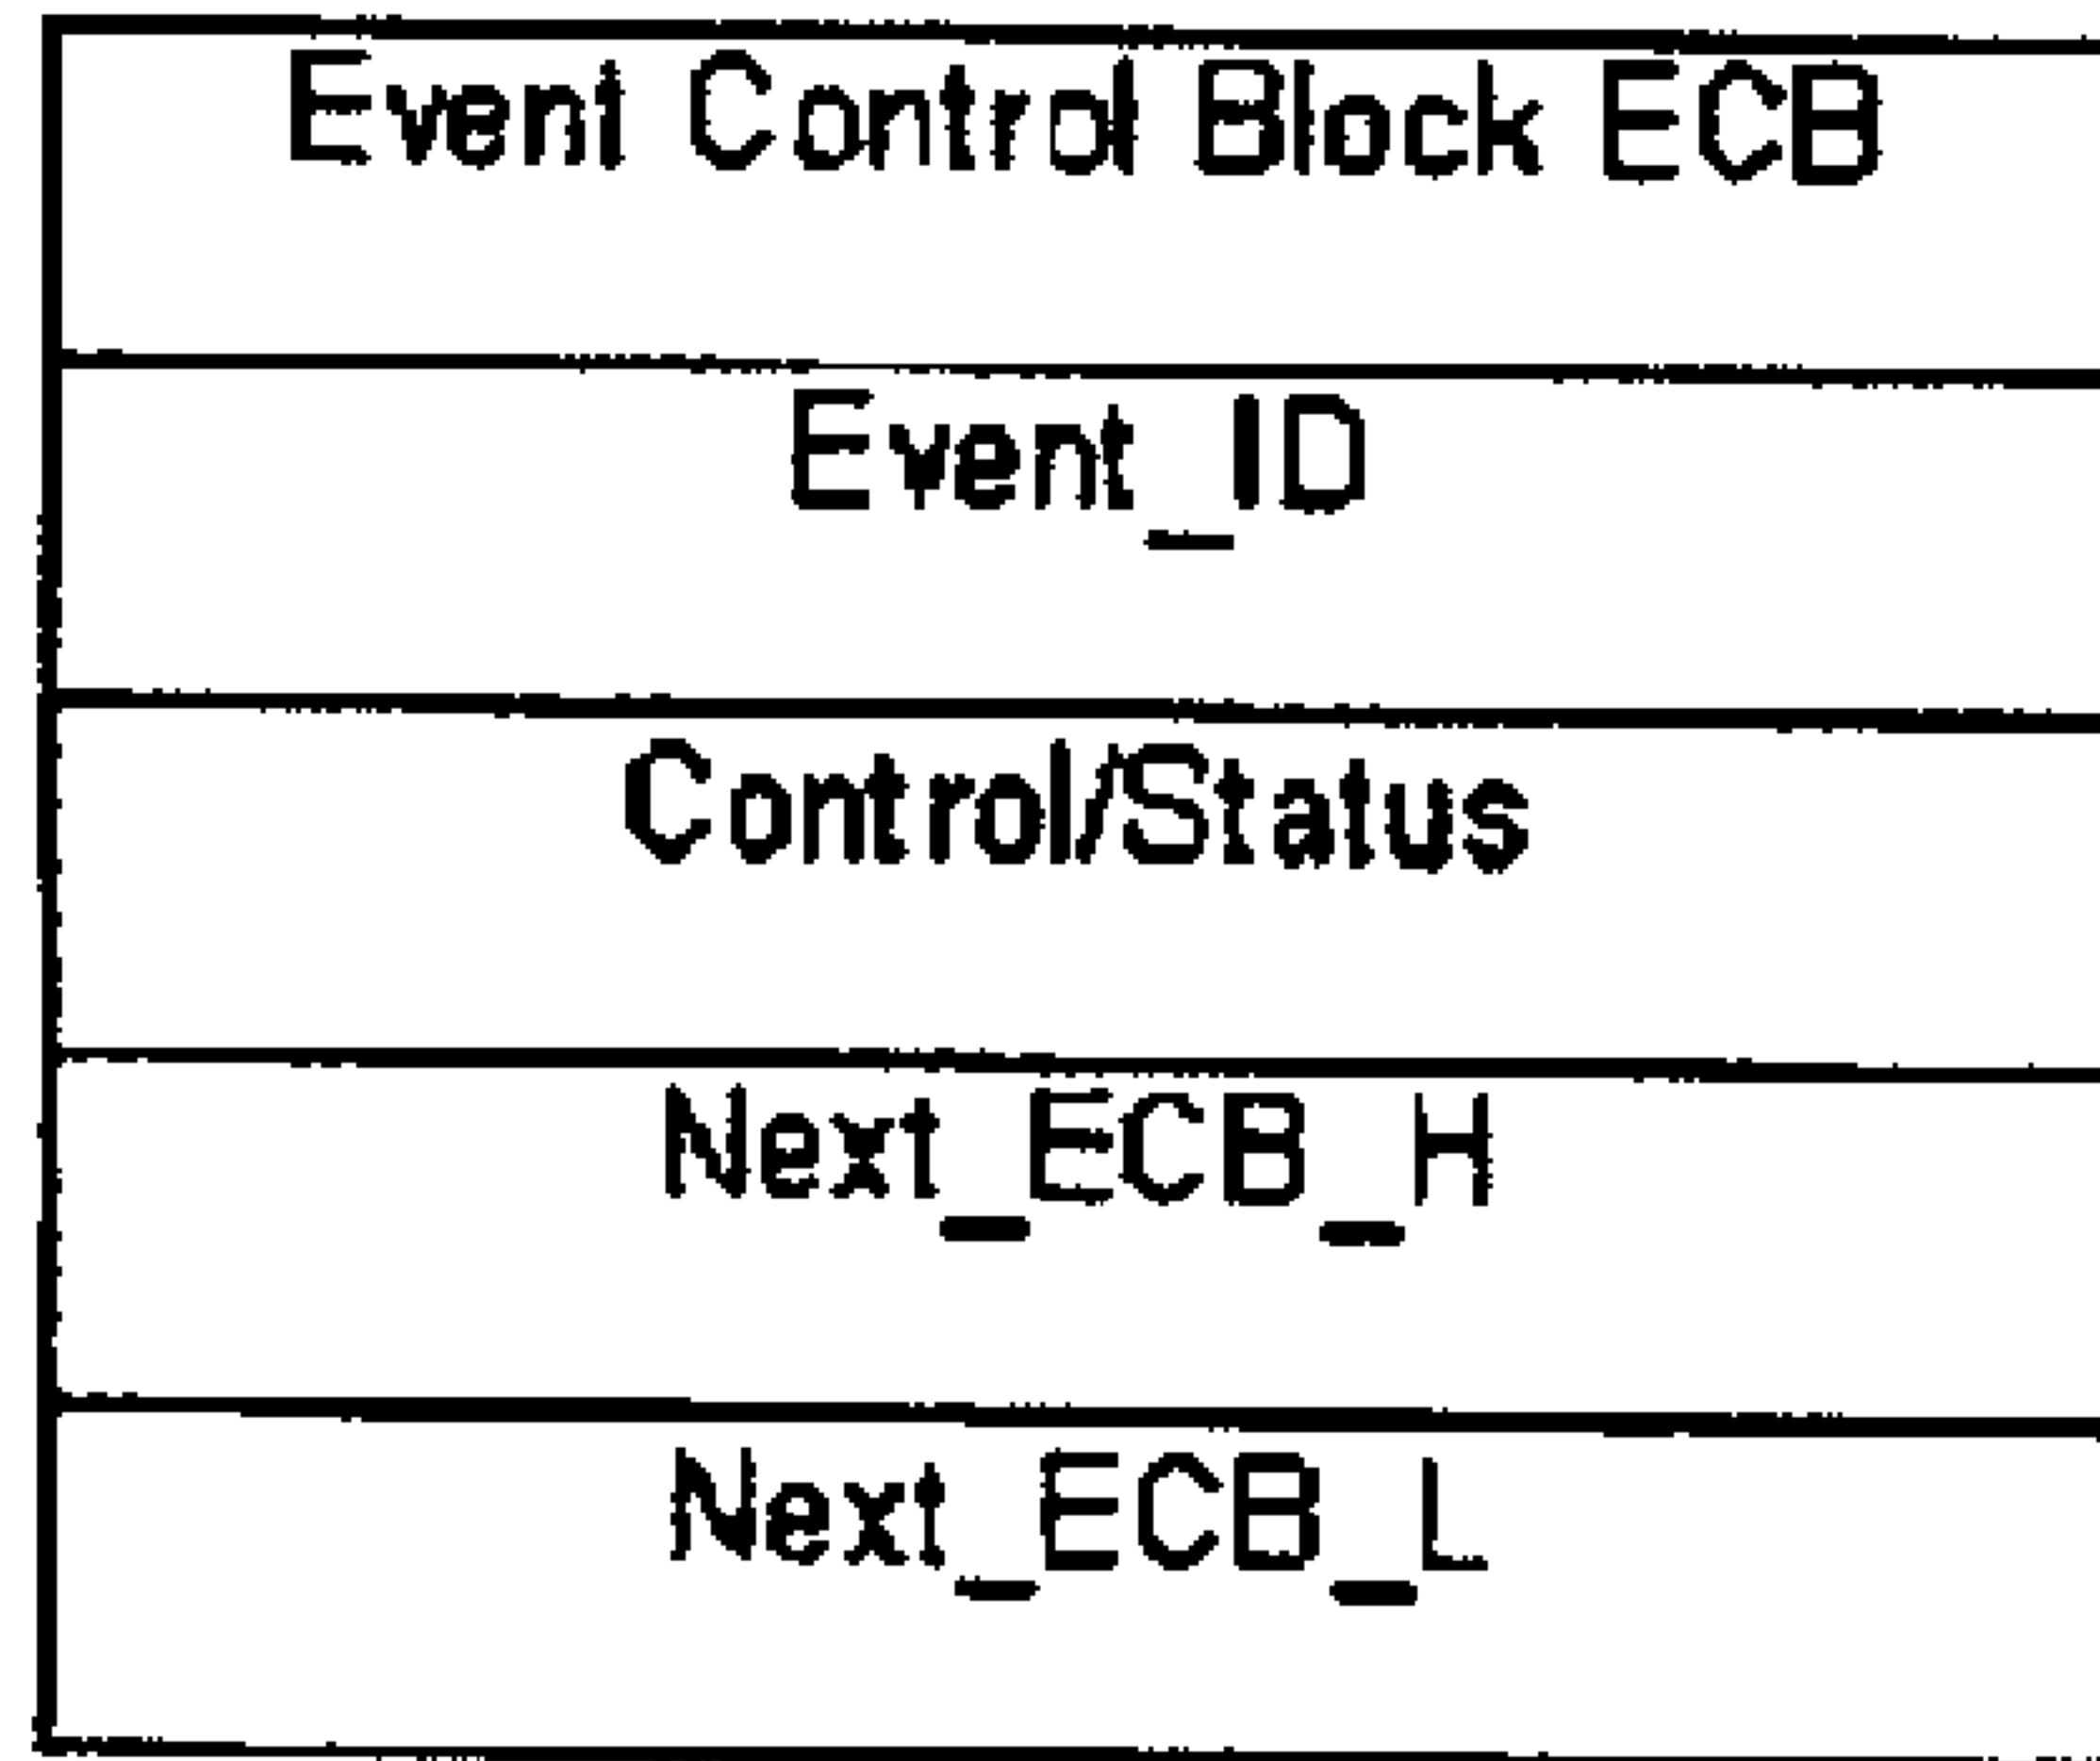 Event Control Block ECB
Event_ID
Control/Status
Next_ECB_H
Next_ECB_L